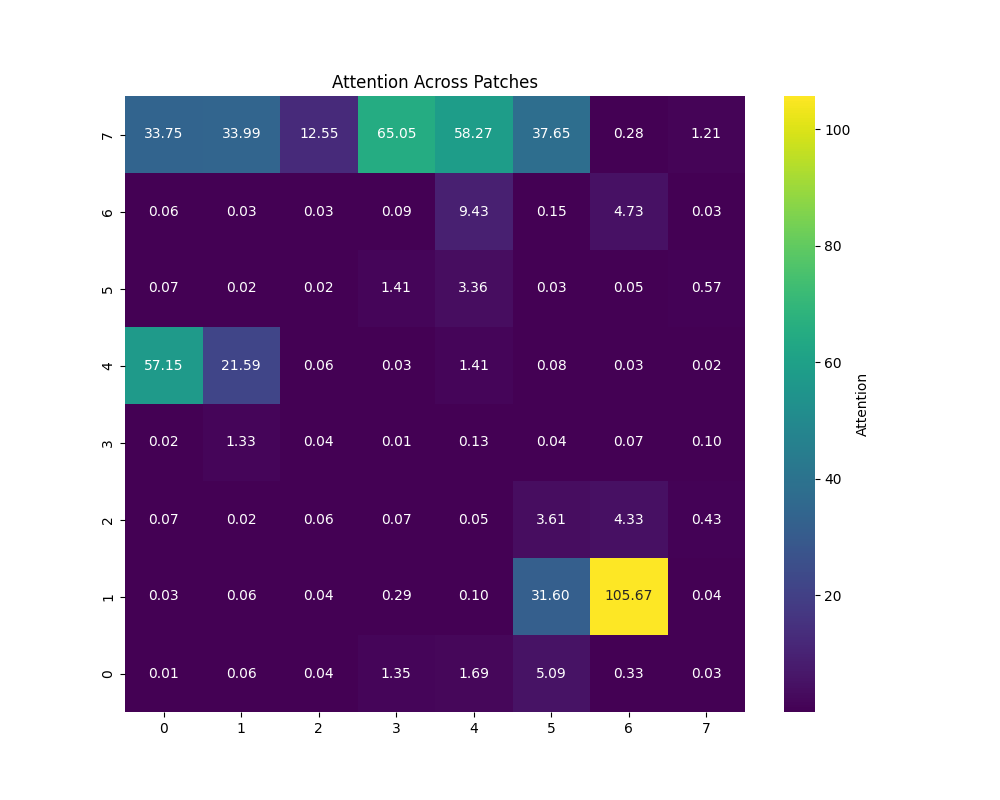 Attention Across Patches
7 33.75 33.99 12.55 65.05 58.27 37.65 0.28 1.21
6 0.06 0.03 0.03 0.09 9.43 0.15 4.73 0.03
5 0.07 0.02 0.02 1.41 3.36 0.03 0.05 0.57
4 57.15 21.59 0.06 0.03 1.41 0.08 0.03 0.02
3 0.02 1.33 0.04 0.01 0.13 0.04 0.07 0.10
2 0.07 0.02 0.06 0.07 0.05 3.61 4.33 0.43
1 0.03 0.06 0.04 0.29 0.10 31.60 105.67 0.04
0 0.01 0.06 0.04 1.35 1.69 5.09 0.33 0.03
0 1 2 3 4 5 6 7
100
80
60
40
20
Attention